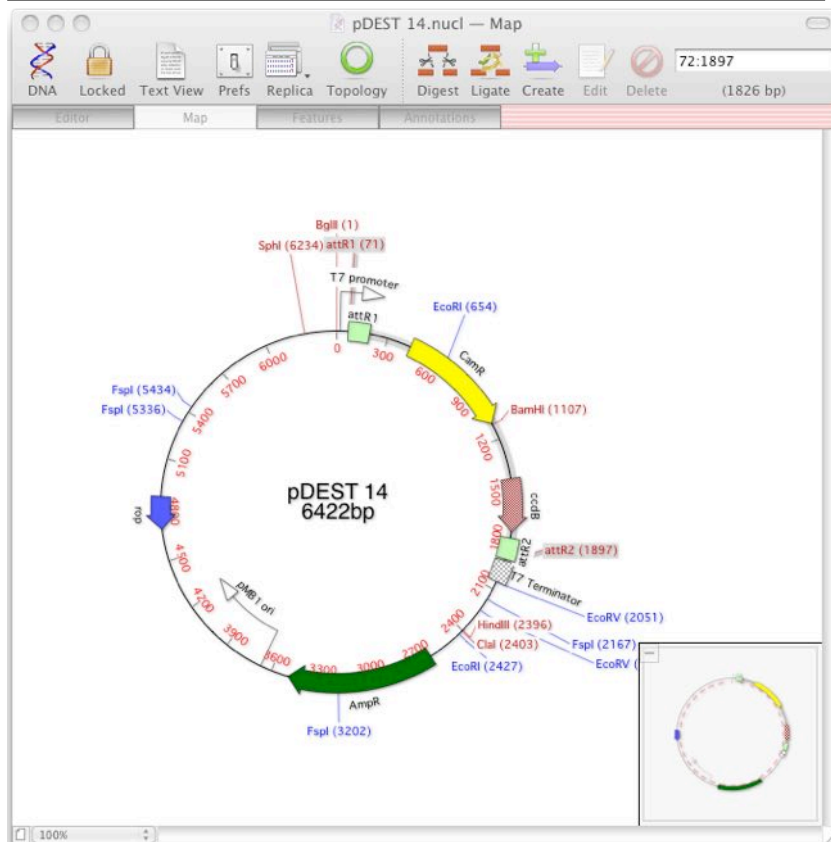 pDEST 14.nucl — Map
DNA Locked Text View Prefs Replica Topology Digest Ligate Create Edit Delete
72:1897
(1826 bp)
Editor Map Features Annotations
BglII (1)
SphI (6234)
attR1 (71)
T7 promoter
attR1
EcoRI (654)
CamR
BamHI (1107)
ccdB
attR2
attR2 (1897)
T7 Terminator
EcoRV (2051)
FspI (2167)
EcoRV (
HindIII (2396)
ClaI (2403)
EcoRI (2427)
AmpR
FspI (3202)
pMB1 ori
rop
FspI (5336)
FspI (5434)
0
300
600
900
1200
1500
1800
2100
2400
2700
3000
3300
3600
3900
4200
4500
4800
5100
5400
5700
6000
pDEST 14
6422bp
100%